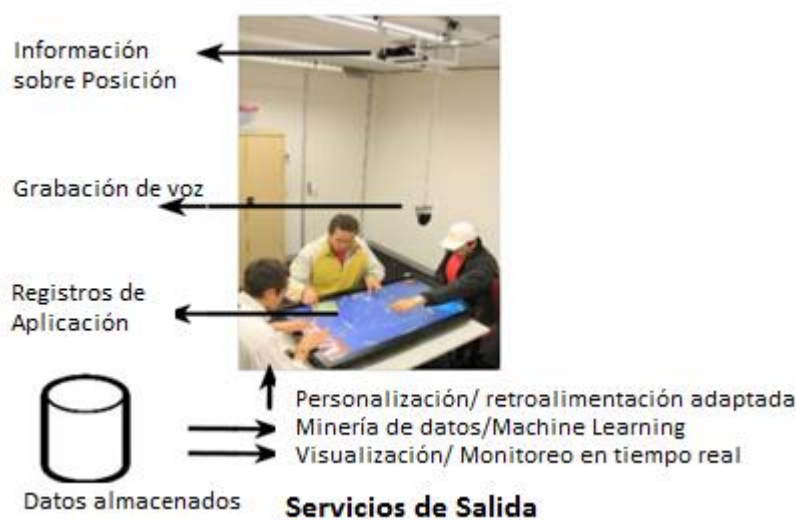 Información
sobre Posición
Grabación de voz
Registros de
Aplicación
Personalización/ retroalimentación adaptada
Minería de datos/Machine Learning
Visualización/ Monitoreo en tiempo real
Datos almacenados
Servicios de Salida